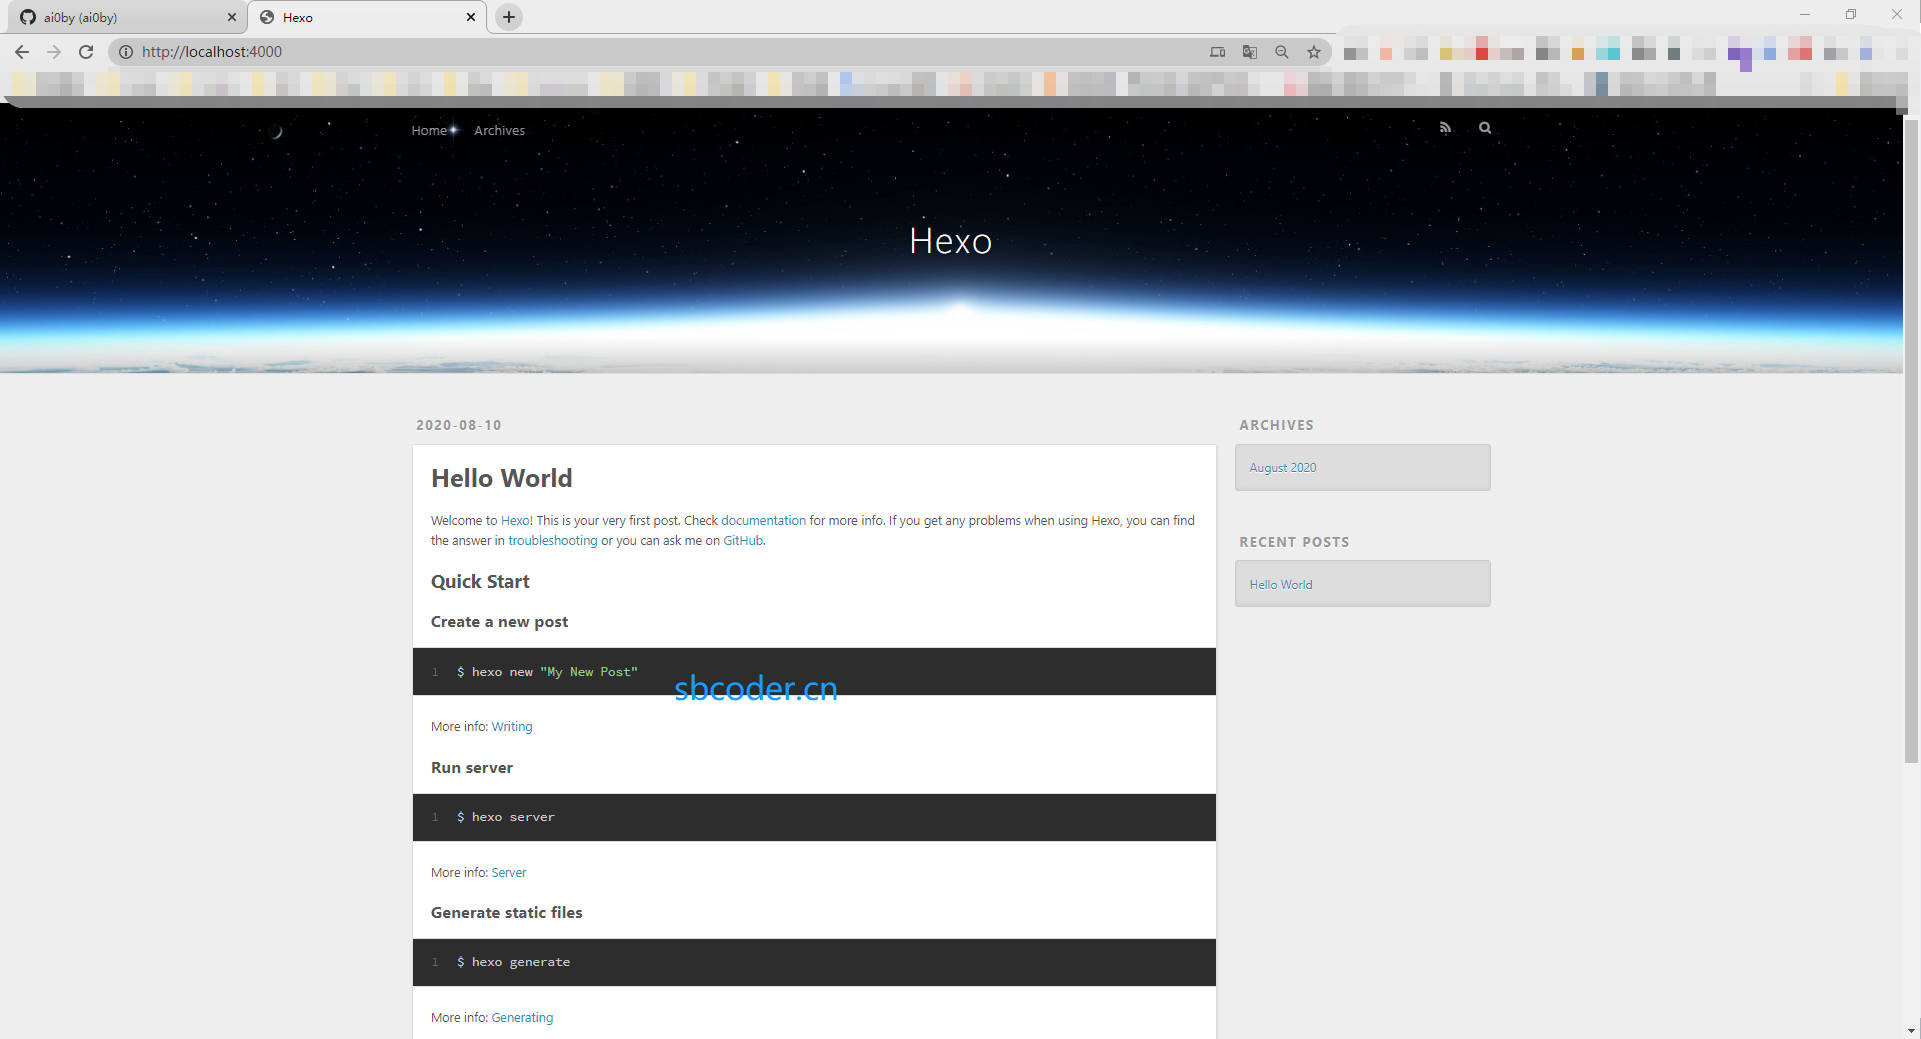 ai0by (ai0by)
Hexo
http://localhost:4000
Home
Archives
Hexo
2020-08-10
Hello World
Welcome to Hexo! This is your very first post. Check documentation for more info. If you get any problems when using Hexo, you can find
the answer in troubleshooting or you can ask me on GitHub.
Quick Start
Create a new post
1 $ hexo new "My New Post"
sbcoder.cn
More info: Writing
Run server
1 $ hexo server
More info: Server
Generate static files
1 $ hexo generate
More info: Generating
ARCHIVES
August 2020
RECENT POSTS
Hello World